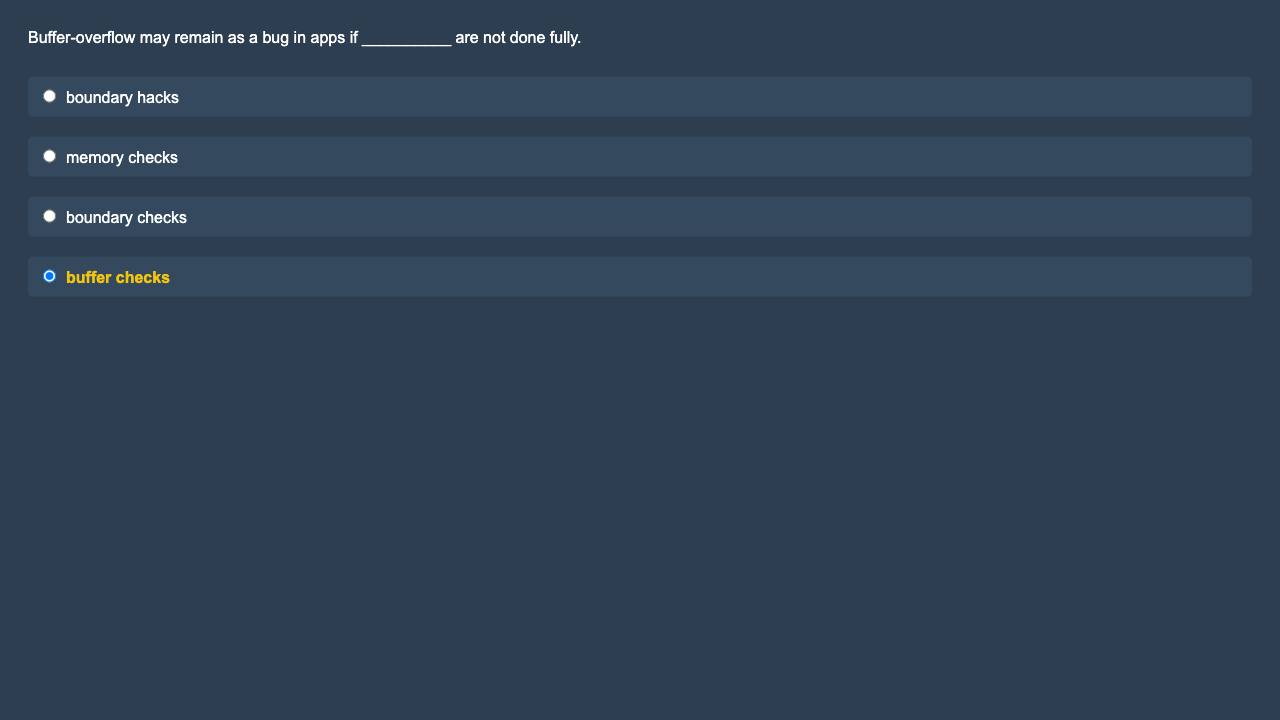 Buffer-overflow may remain as a bug in apps if __________ are not done fully.
boundary hacks
memory checks
boundary checks
buffer checks